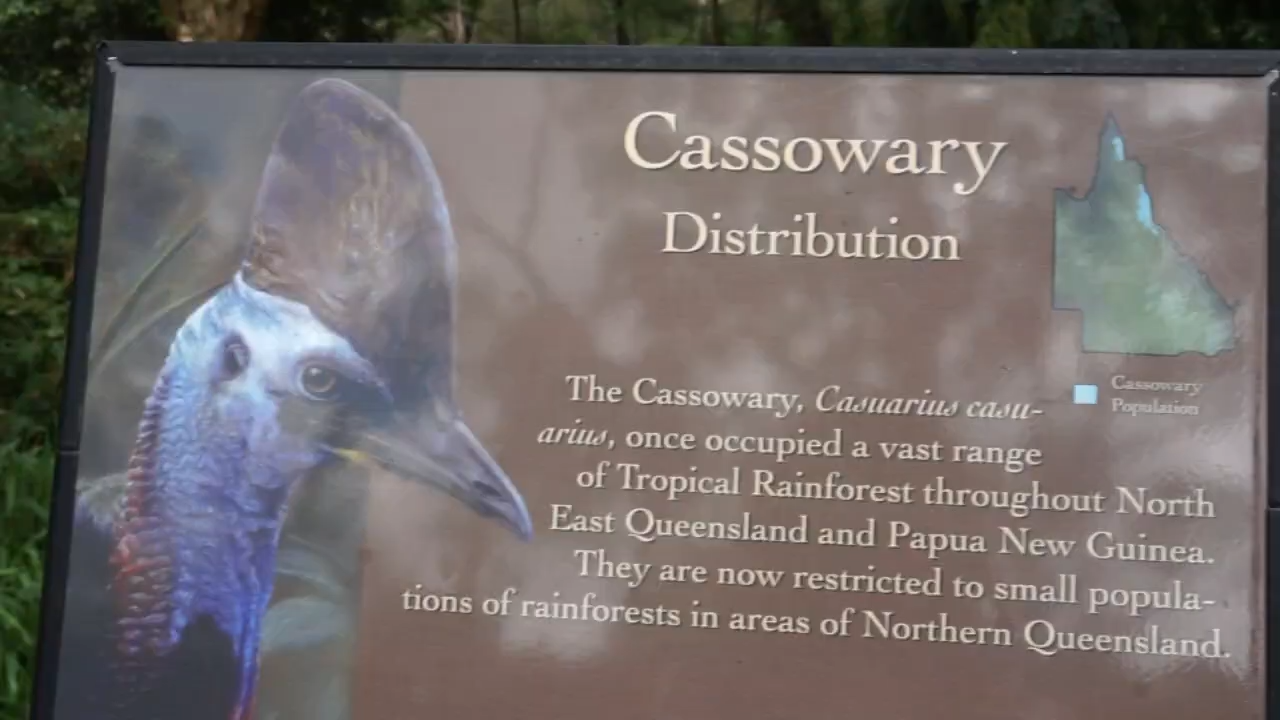 Cassowary
Distribution
The Cassowary, Casuarius casu-
arius, once occupied a vast range
of Tropical Rainforest throughout North
East Queensland and Papua New Guinea.
They are now restricted to small popula-
tions of rainforests in areas of Northern Queensland.
Cassowary
Population